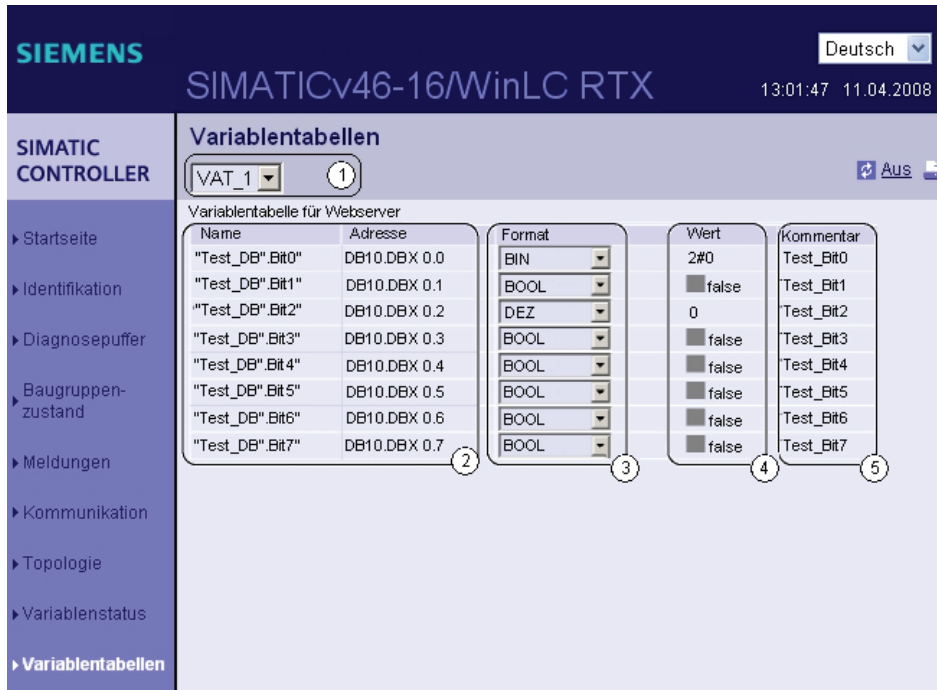 SIEMENS
Deutsch
SIMATICv46-16/WinLC RTX
13:01:47 11.04.2008
SIMATIC
CONTROLLER
Variablentabellen
VAT_1
1
Aus
Startseite
Identifikation
Diagnosepuffer
Baugruppen-
zustand
Meldungen
Kommunikation
Topologie
Variablenstatus
Variablentabellen
Variablentabelle für Webserver
Name Adresse Format Wert Kommentar
"Test_DB".Bit0" DB10.DBX 0.0 BIN 2#0 Test_Bit0
"Test_DB".Bit1" DB10.DBX 0.1 BOOL false Test_Bit1
"Test_DB".Bit2" DB10.DBX 0.2 DEZ 0 Test_Bit2
"Test_DB".Bit3" DB10.DBX 0.3 BOOL false Test_Bit3
"Test_DB".Bit4" DB10.DBX 0.4 BOOL false Test_Bit4
"Test_DB".Bit5" DB10.DBX 0.5 BOOL false Test_Bit5
"Test_DB".Bit6" DB10.DBX 0.6 BOOL false Test_Bit6
"Test_DB".Bit7" DB10.DBX 0.7 BOOL false Test_Bit7
2 3 4 5